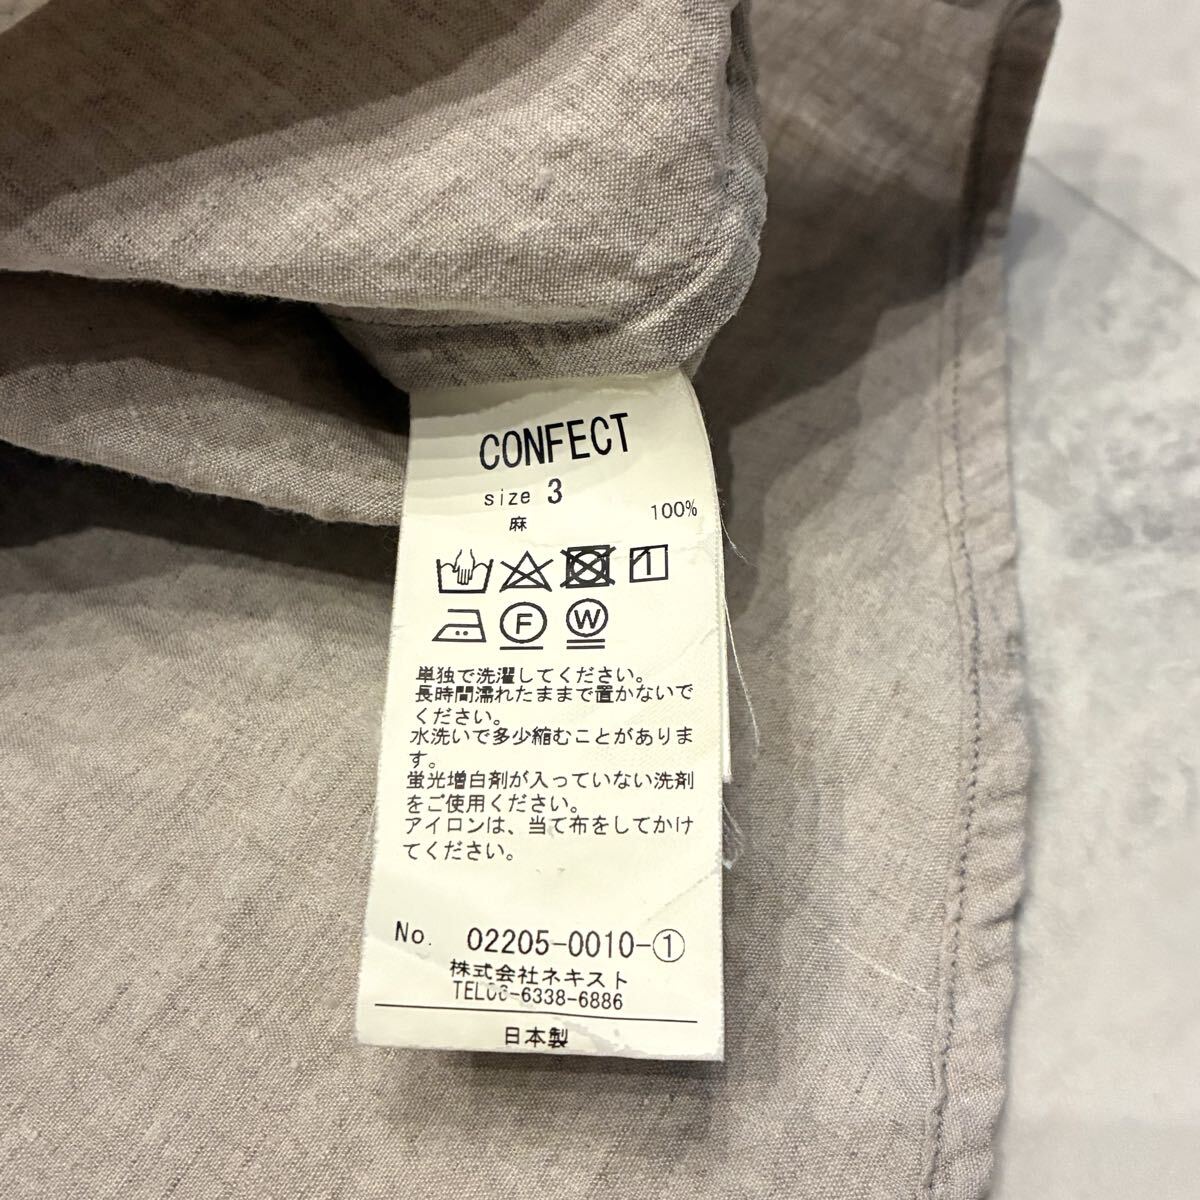 CONFECT
size 3
麻 100%
F W
単独で洗濯してください。
長時間濡れたままで置かないで
ください。
水洗いで多少縮むことがありま
す。
蛍光増白剤が入っていない洗剤
をご使用ください。
アイロンは、当て布をしてかけ
てください。
No. 02205-0010-①
株式会社ネキスト
TEL06-6338-6886
日本製